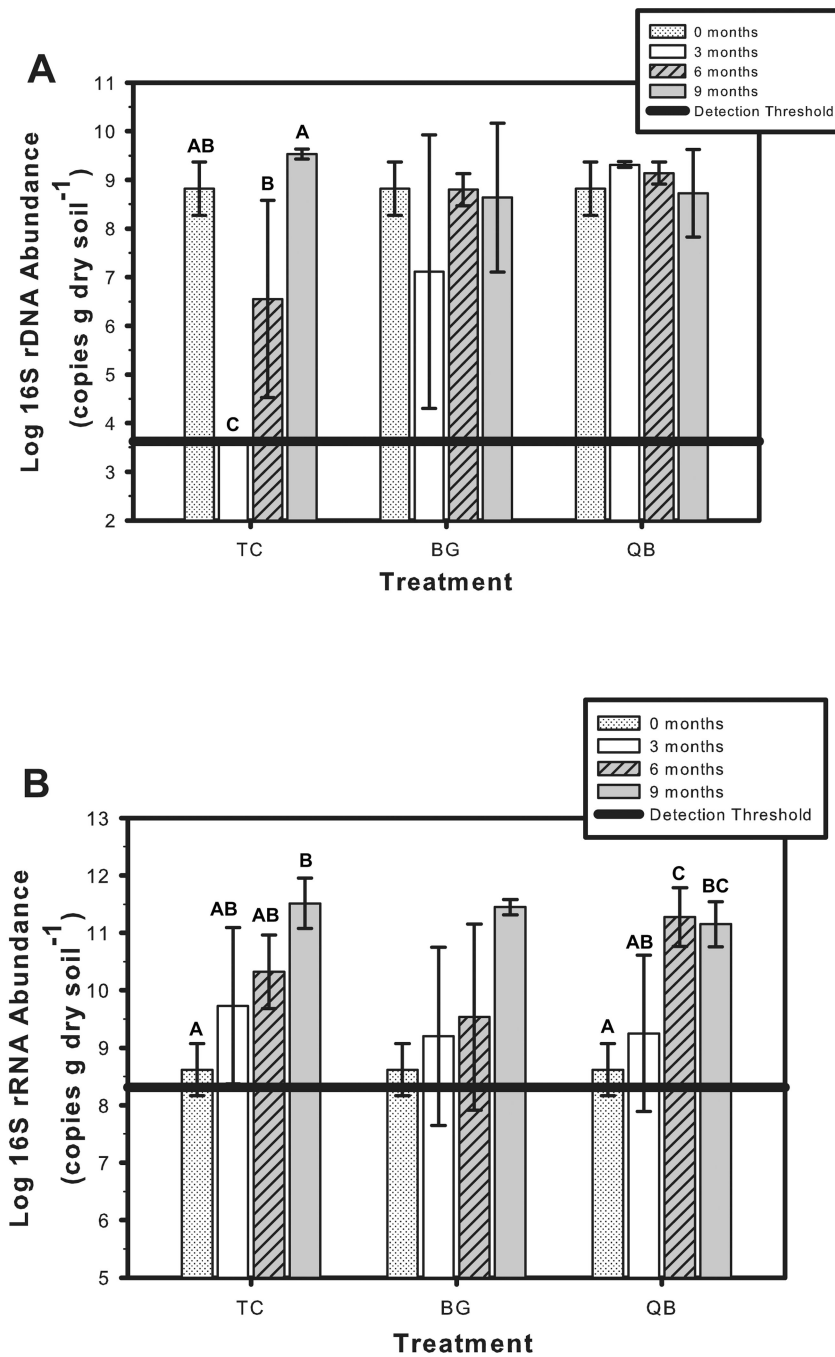 0 months
3 months
6 months
9 months
Detection Threshold
A
11
10
9
8
7
6
5
4
3
2
Log 16S rDNA Abundance
(copies g dry soil-1)
AB
C
B
A
TC
BG
QB
Treatment
0 months
3 months
6 months
9 months
Detection Threshold
B
13
12
11
10
9
8
7
6
5
Log 16S rRNA Abundance
(copies g dry soil-1)
A
AB
AB
B
A
AB
C
BC
TC
BG
QB
Treatment